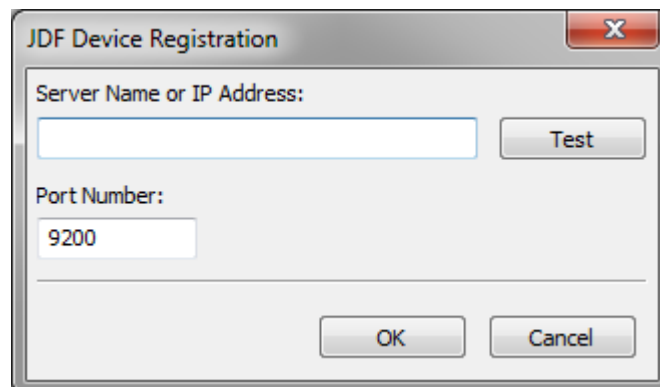 JDF Device Registration
Server Name or IP Address:
Test
Port Number:
9200
OK Cancel